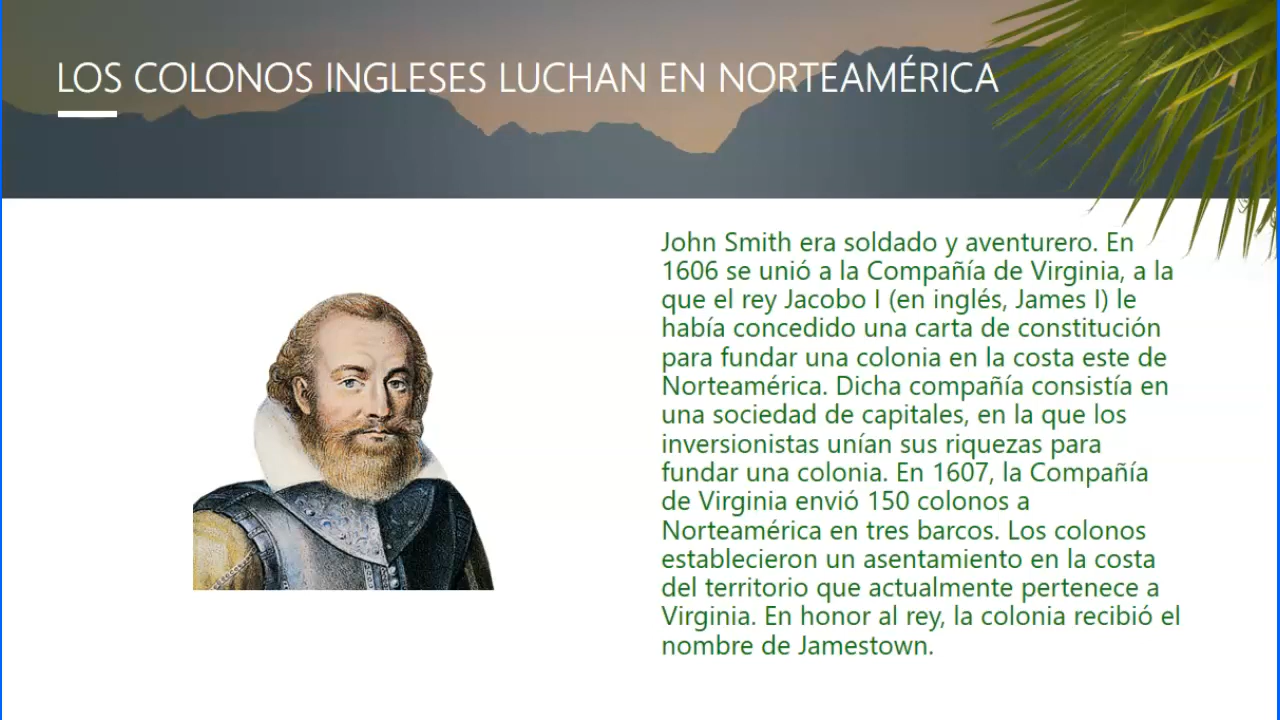 LOS COLONOS INGLESES LUCHAN EN NORTEAMÉRICA
John Smith era soldado y aventurero. En
1606 se unió a la Compañía de Virginia, a la
que el rey Jacobo I (en inglés, James I) le
había concedido una carta de constitución
para fundar una colonia en la costa este de
Norteamérica. Dicha compañía consistía en
una sociedad de capitales, en la que los
inversionistas unían sus riquezas para
fundar una colonia. En 1607, la Compañía
de Virginia envió 150 colonos a
Norteamérica en tres barcos. Los colonos
establecieron un asentamiento en la costa
del territorio que actualmente pertenece a
Virginia. En honor al rey, la colonia recibió el
nombre de Jamestown.